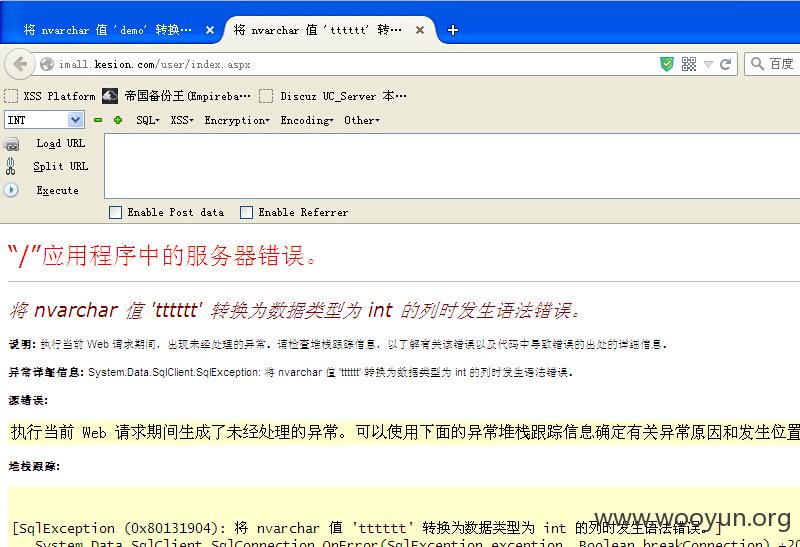 将 nvarchar 值 'demo' 转换…
将 nvarchar 值 'tttttt' 转…
imall.kesion.com/user/index.aspx
百度
XSS Platform 帝国备份王(Empireba… Discuz UC_Server 本…
INT SQL XSS Encryption Encoding Other
Load URL
Split URL
Execute
Enable Post data Enable Referrer
“/”应用程序中的服务器错误。
将 nvarchar 值 'tttttt' 转换为数据类型为 int 的列时发生语法错误。
说明: 执行当前 Web 请求期间，出现未经处理的异常。请检查堆栈跟踪信息，以了解有关该错误以及代码中导致错误的出处的详细信息。
异常详细信息: System.Data.SqlClient.SqlException: 将 nvarchar 值 'tttttt' 转换为数据类型为 int 的列时发生语法错误。
源错误:
执行当前 Web 请求期间生成了未经处理的异常。可以使用下面的异常堆栈跟踪信息确定有关异常原因和发生位置
堆栈跟踪:
[SqlException (0x80131904): 将 nvarchar 值 'tttttt' 转换为数据类型为 int 的列时发生语法错误。]
www.wooyun.org
System.Data.SqlClient.SqlConnection.OnError(SqlException exception, Boolean breakConnection) +20